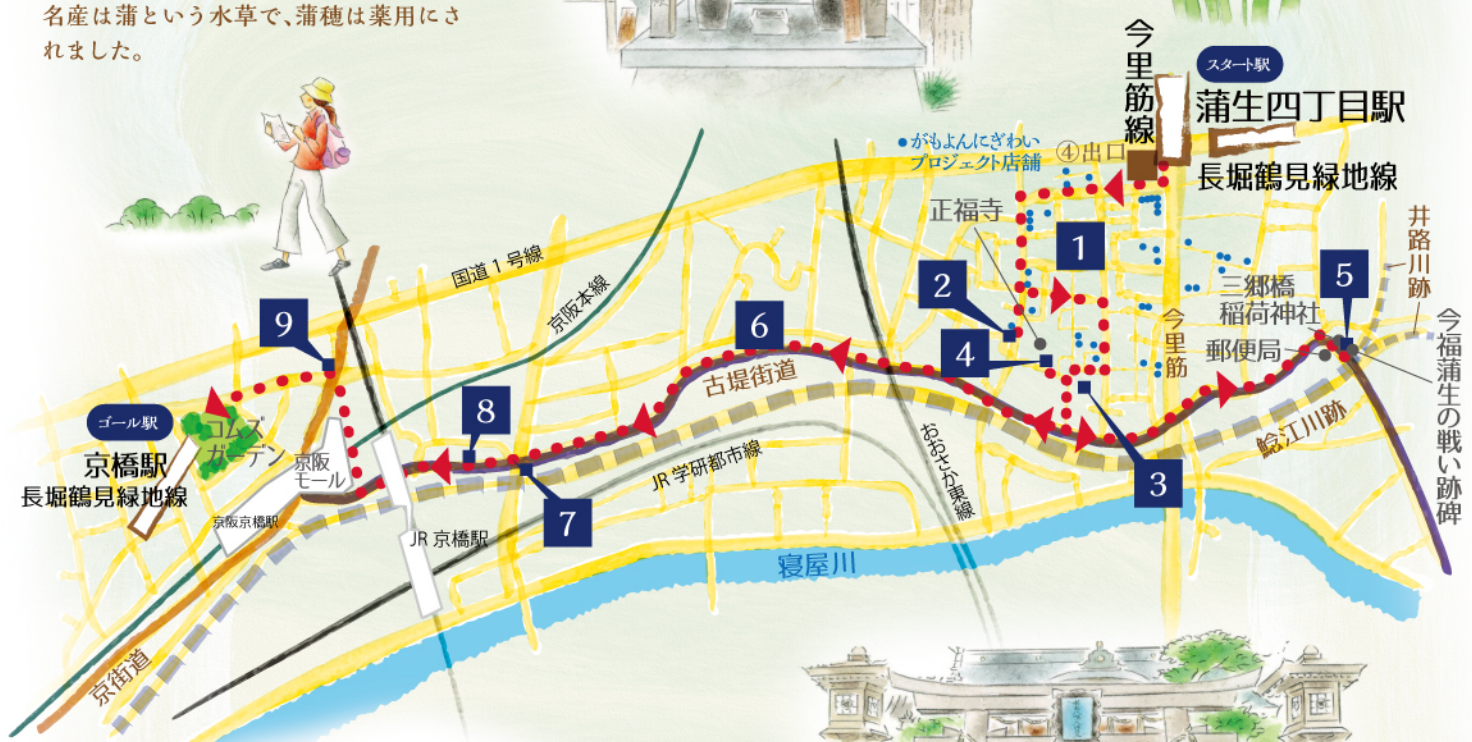 名産は蒲という水草で、蒲穂は薬用にさ
れました。
今里筋線
スタート駅
蒲生四丁目駅
長堀鶴見緑地線
●がもよんにぎわい
プロジェクト店舗
④出口
正福寺
1
2
4
3
5
三郷橋
稲荷神社
郵便局
今里筋
井路川跡
今福蒲生の戦い跡碑
鯰江川跡
国道1号線
京阪本線
6
古堤街道
おおさか東線
JR学研都市線
寝屋川
9
8
7
ゴール駅
京橋駅
長堀鶴見緑地線
コムズ
ガーデン
京阪
モール
京阪京橋駅
JR京橋駅
京街道